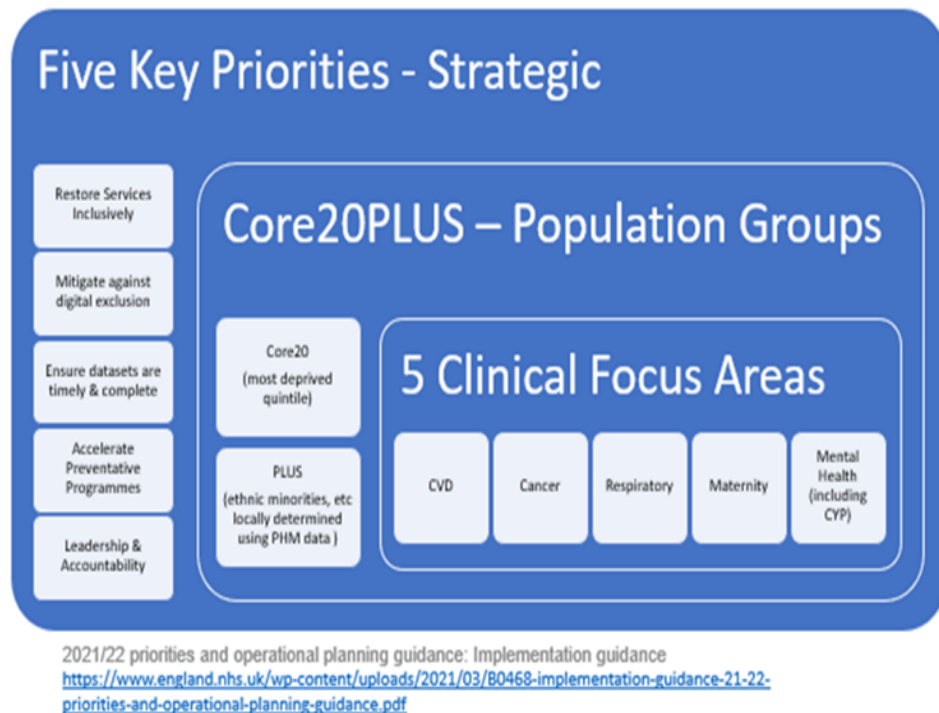 Five Key Priorities - Strategic
Restore Services
Inclusively
Mitigate against
digital exclusion
Ensure datasets are
timely & complete
Accelerate
Preventative
Programmes
Leadership &
Accountability
Core20PLUS – Population Groups
Core20
(most deprived
quintile)
PLUS
(ethnic minorities, etc
locally determined
using PHM data )
5 Clinical Focus Areas
CVD
Cancer
Respiratory
Maternity
Mental
Health
(including
CYP)
2021/22 priorities and operational planning guidance: Implementation guidance
https://www.england.nhs.uk/wp-content/uploads/2021/03/B0468-implementation-guidance-21-22-
priorities-and-operational-planning-guidance.pdf